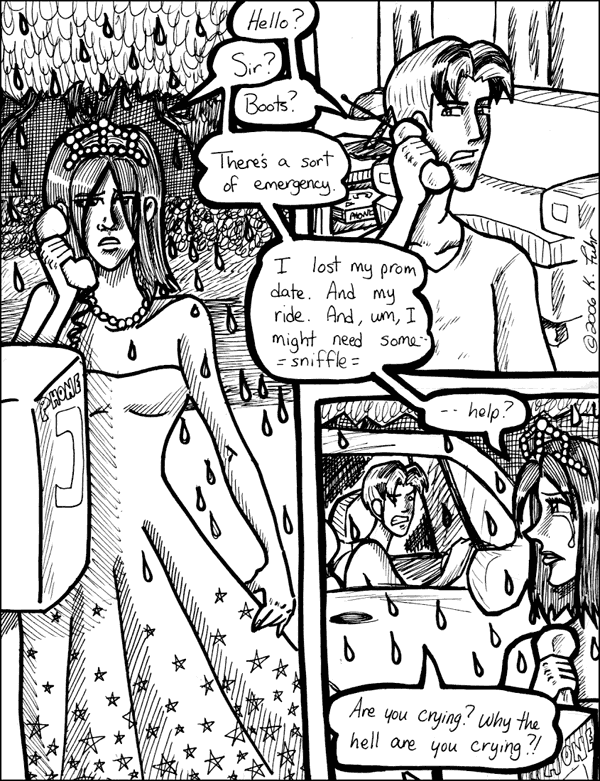 Hello?
Sir?
Boots?
There's a sort
of emergency.
I lost my prom
date. And my
ride. And, um, I
might need some--
=sniffle=
-- help?
Are you crying? Why the
hell are you crying?!
PHONE
PHONE
PHONE
©2006 K. Fuhr